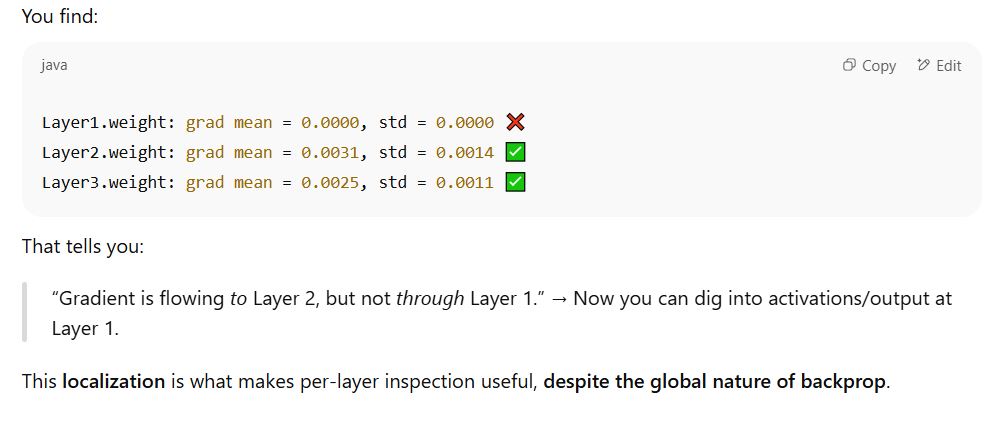 You find:
java
Copy
Edit
Layer1.weight: grad mean = 0.0000, std = 0.0000 ❌
Layer2.weight: grad mean = 0.0031, std = 0.0014 ✅
Layer3.weight: grad mean = 0.0025, std = 0.0011 ✅
That tells you:
“Gradient is flowing to Layer 2, but not through Layer 1.” → Now you can dig into activations/output at
Layer 1.
This localization is what makes per-layer inspection useful, despite the global nature of backprop.